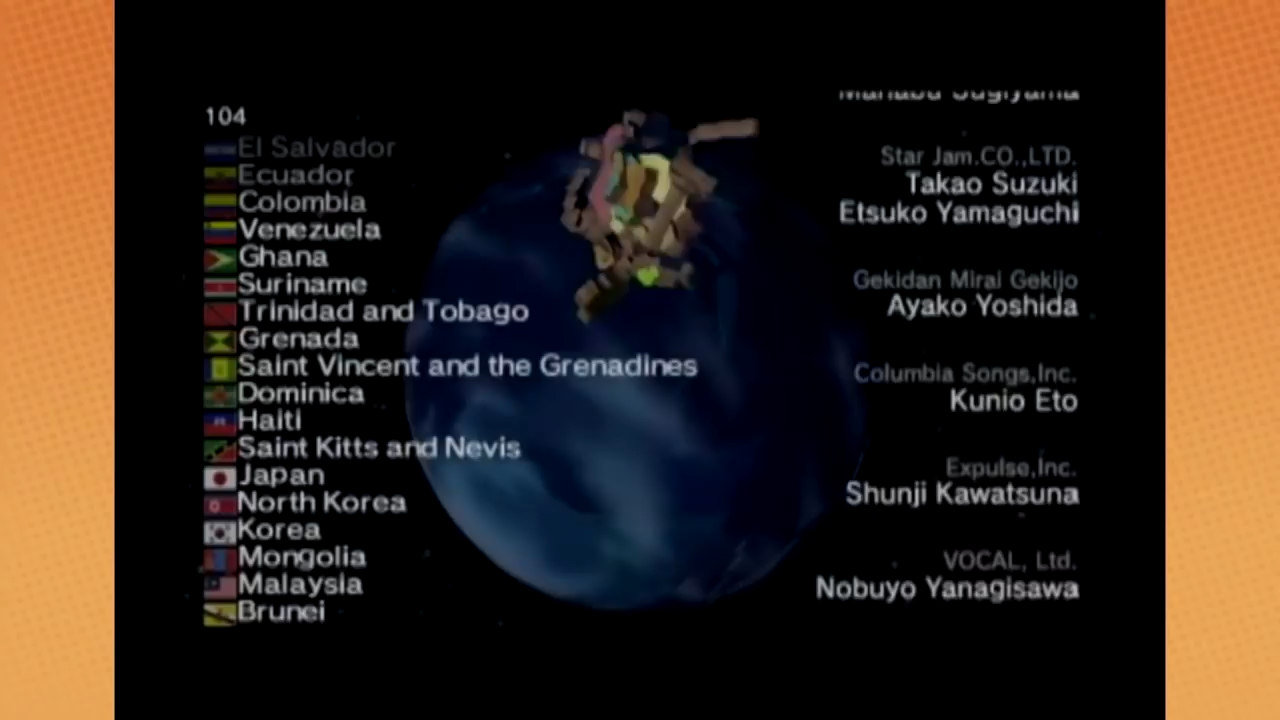 104
El Salvador
Ecuador
Colombia
Venezuela
Ghana
Suriname
Trinidad and Tobago
Grenada
Saint Vincent and the Grenadines
Dominica
Haiti
Saint Kitts and Nevis
Japan
North Korea
Korea
Mongolia
Malaysia
Brunei
Manabu Sugiyama
Star Jam.CO.,LTD.
Takao Suzuki
Etsuko Yamaguchi
Gekidan Mirai Gekijo
Ayako Yoshida
Columbia Songs,Inc.
Kunio Eto
Expulse,Inc.
Shunji Kawatsuna
VOCAL, Ltd.
Nobuyo Yanagisawa